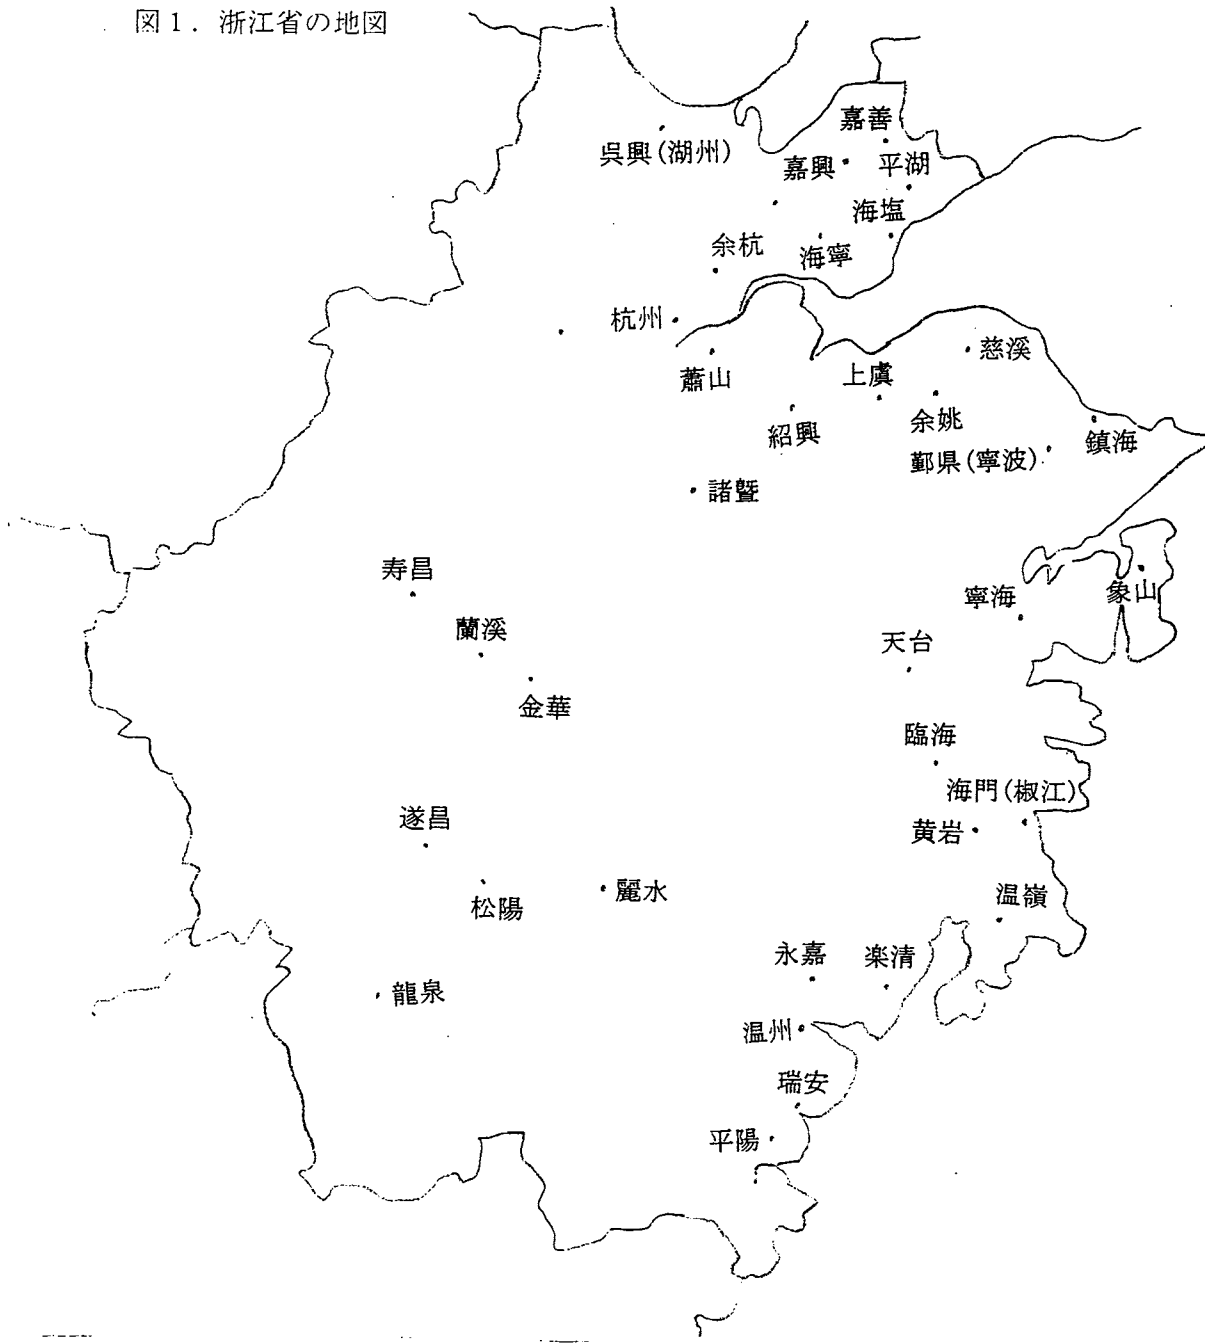 図1．浙江省の地図
嘉善
呉興(湖州)
嘉興
平湖
海塩
余杭
海寧
杭州
慈溪
蕭山
上虞
紹興
余姚
鄞県(寧波)
鎮海
諸曁
寿昌
寧海
象山
蘭溪
天台
金華
臨海
海門(椒江)
遂昌
黄岩
松陽
麗水
温嶺
永嘉
楽清
龍泉
温州
瑞安
平陽